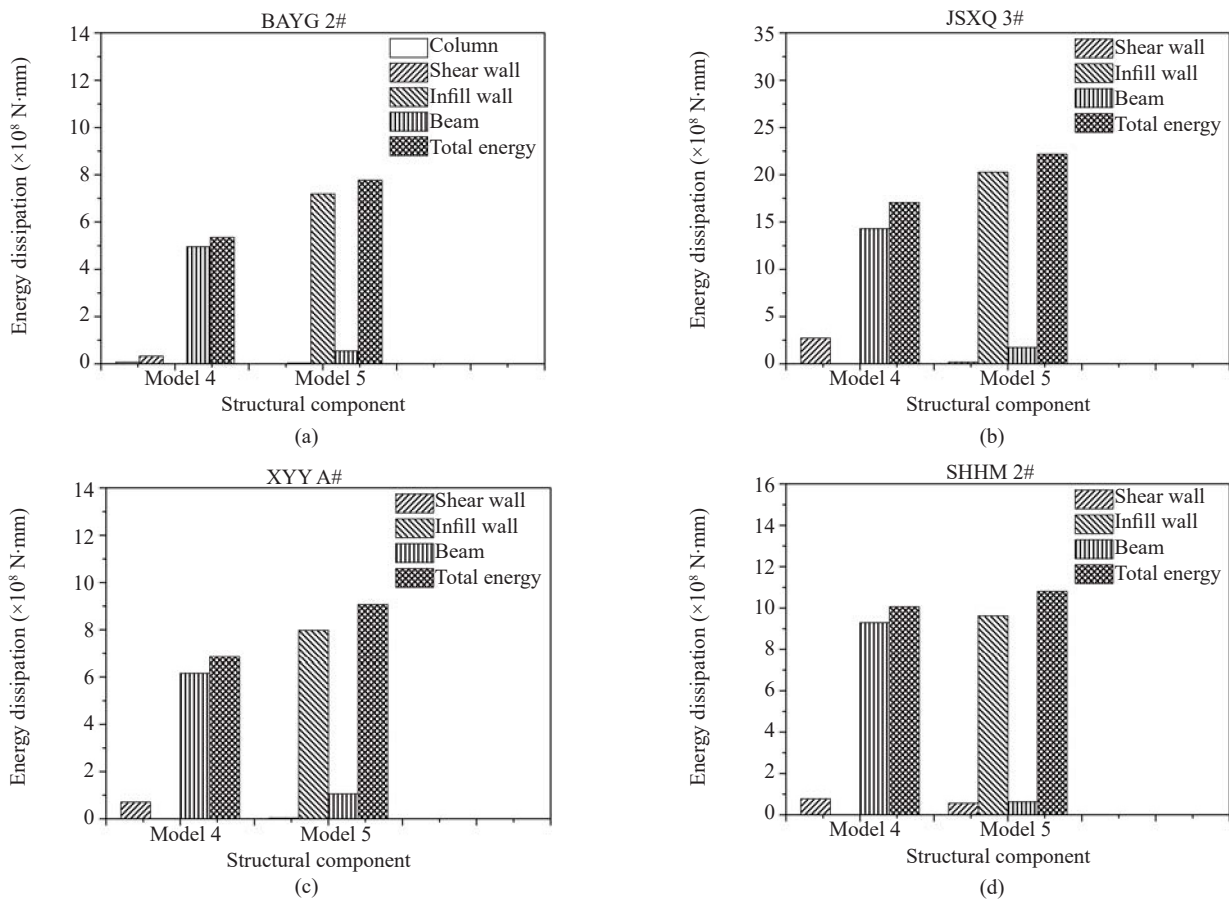 BAYG 2#
Energy dissipation (×10⁸ N·mm)
14
12
10
8
6
4
2
0
Column
Shear wall
Infill wall
Beam
Total energy
Model 4
Model 5
Structural component
(a)
JSXQ 3#
Energy dissipation (×10⁸ N·mm)
35
30
25
20
15
10
5
0
Shear wall
Infill wall
Beam
Total energy
Model 4
Model 5
Structural component
(b)
XYY A#
Energy dissipation (×10⁸ N·mm)
14
12
10
8
6
4
2
0
Shear wall
Infill wall
Beam
Total energy
Model 4
Model 5
Structural component
(c)
SHHM 2#
Energy dissipation (×10⁸ N·mm)
16
14
12
10
8
6
4
2
0
Shear wall
Infill wall
Beam
Total energy
Model 4
Model 5
Structural component
(d)